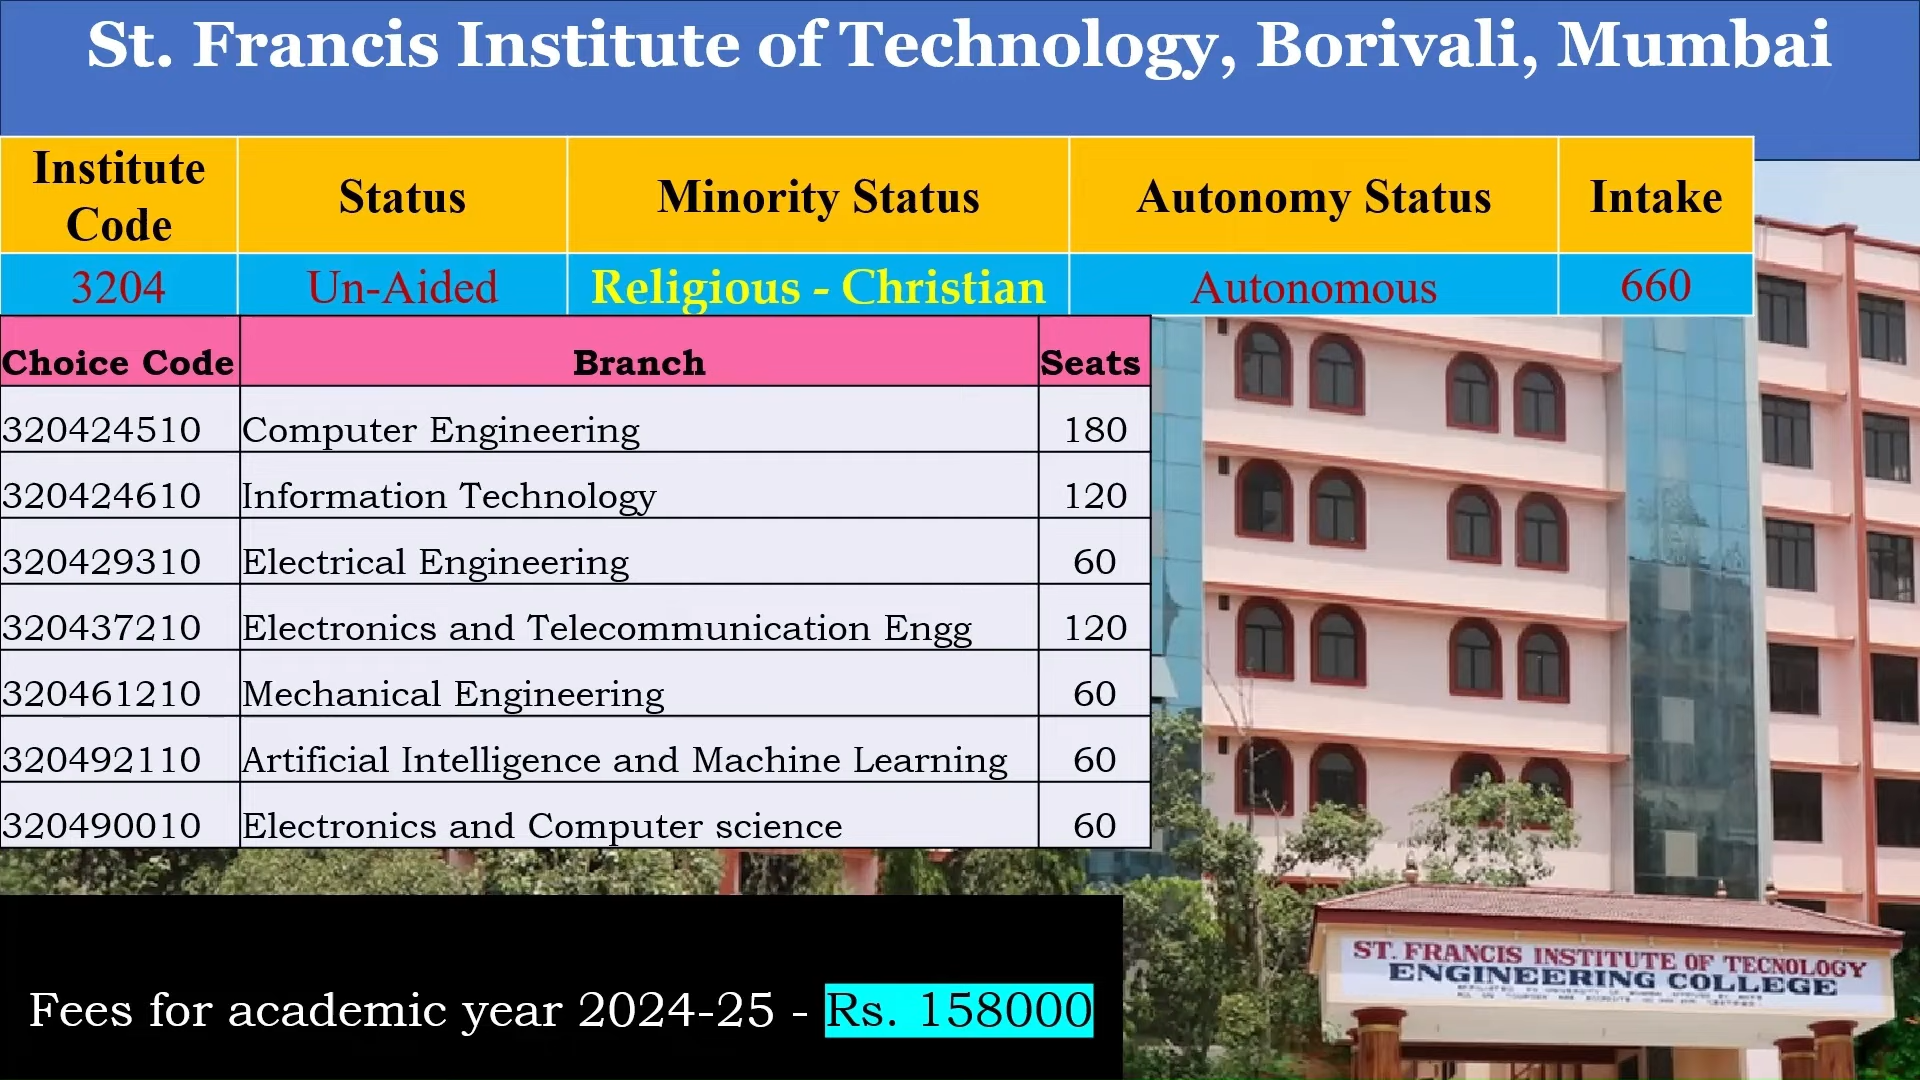 St. Francis Institute of Technology, Borivali, Mumbai
Institute Code Status Minority Status Autonomy Status Intake
3204 Un-Aided Religious - Christian Autonomous 660
Choice Code Branch Seats
320424510 Computer Engineering 180
320424610 Information Technology 120
320429310 Electrical Engineering 60
320437210 Electronics and Telecommunication Engg 120
320461210 Mechanical Engineering 60
320492110 Artificial Intelligence and Machine Learning 60
320490010 Electronics and Computer science 60
Fees for academic year 2024-25 - Rs. 158000
ST. FRANCIS INSTITUTE OF TECNOLOGY
ENGINEERING COLLEGE